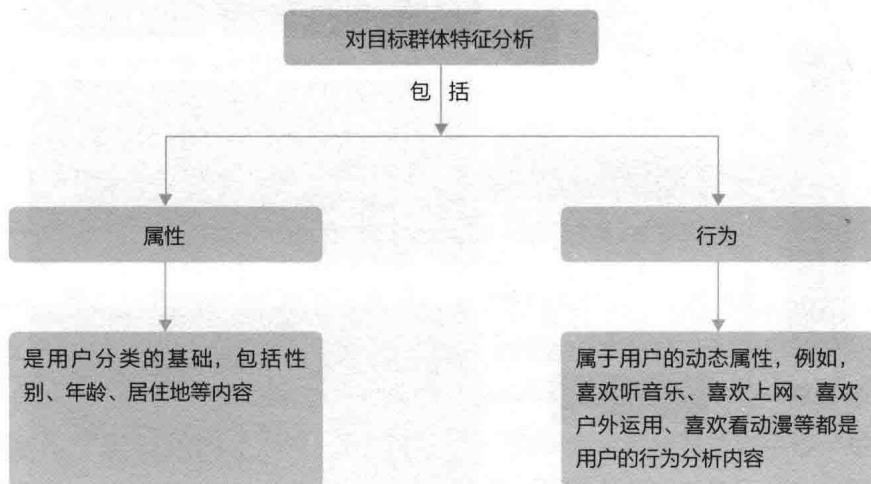 对目标群体特征分析
包括
属性
行为
是用户分类的基础，包括性
别、年龄、居住地等内容
属于用户的动态属性，例如，
喜欢听音乐、喜欢上网、喜欢
户外运用、喜欢看动漫等都是
用户的行为分析内容